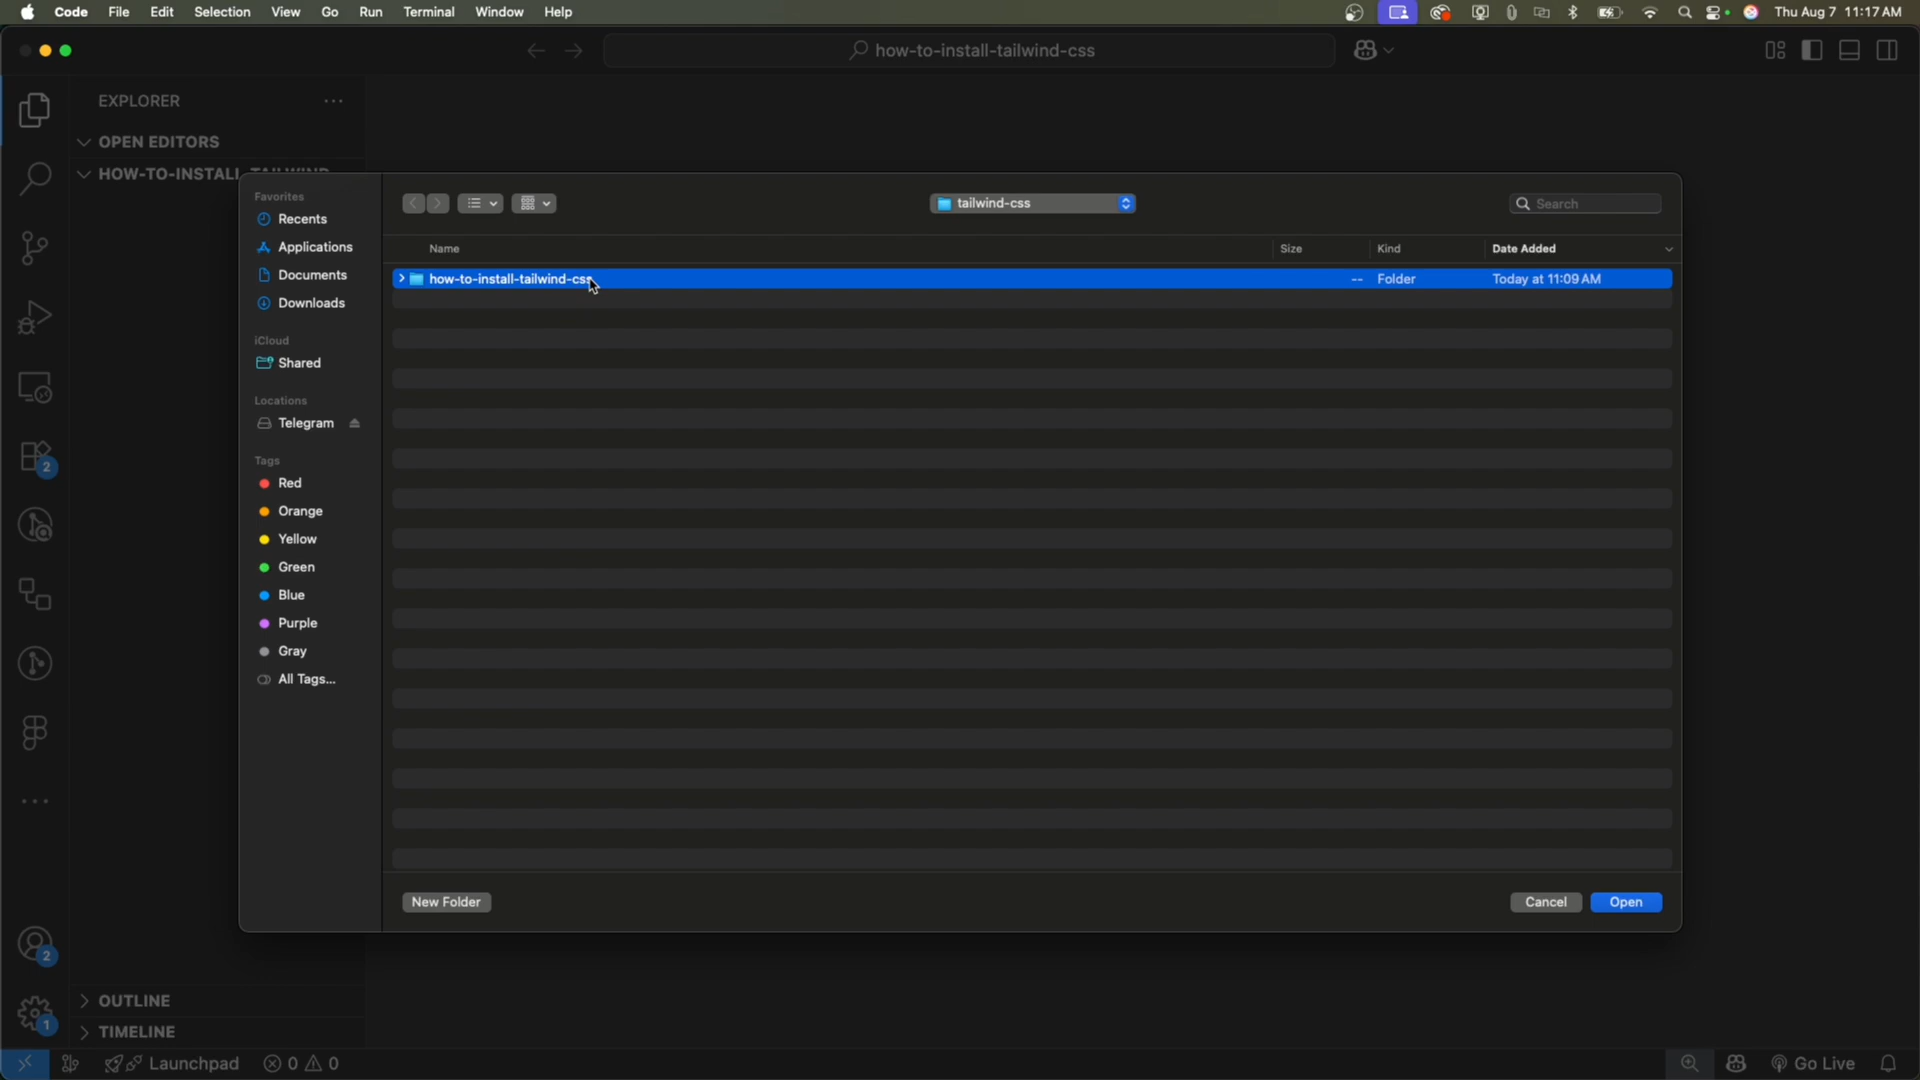 Code File Edit Selection View Go Run Terminal Window Help Thu Aug 7 11:17 AM
how-to-install-tailwind-css
EXPLORER
OPEN EDITORS
HOW-TO-INSTALL-TAILWIND...
Favorites
Recents
Applications
Documents
Downloads
iCloud
Shared
Locations
Telegram
Tags
Red
Orange
Yellow
Green
Blue
Purple
Gray
All Tags...
tailwind-css
Search
Name Size Kind Date Added
how-to-install-tailwind-css -- Folder Today at 11:09 AM
New Folder Cancel Open
2
2
1
OUTLINE
TIMELINE
Launchpad 0 0 Go Live